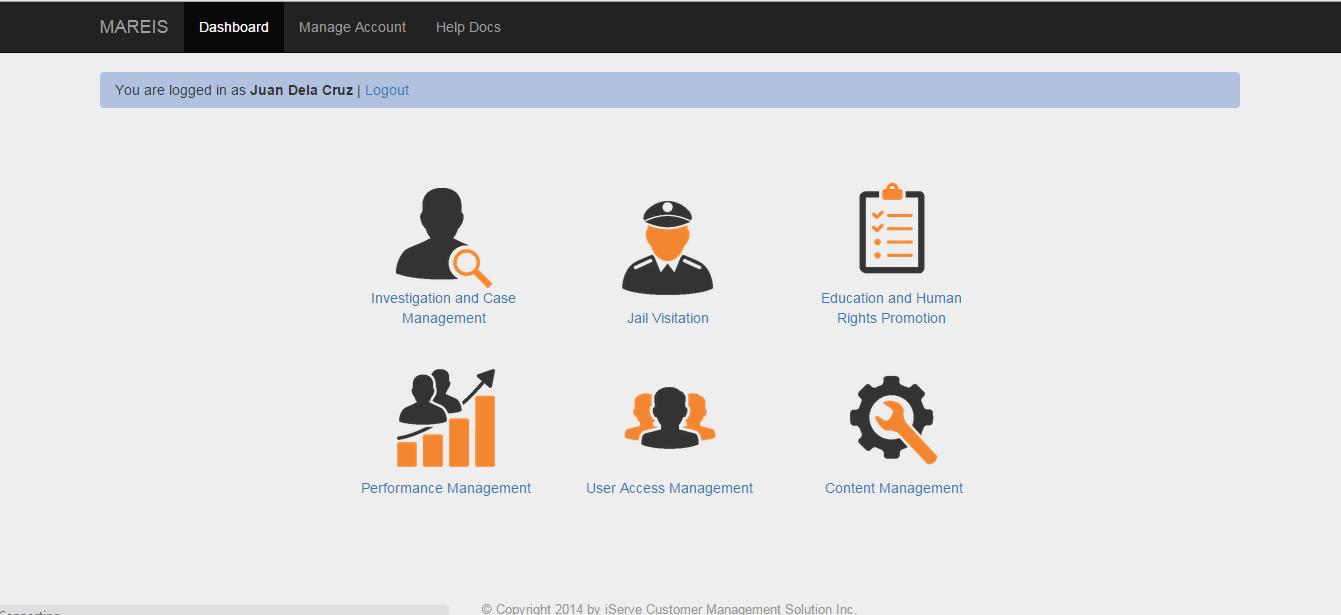 MAREIS Dashboard Manage Account Help Docs
You are logged in as Juan Dela Cruz | Logout
Investigation and Case
Management
Jail Visitation
Education and Human
Rights Promotion
Performance Management
User Access Management
Content Management
© Copyright 2014 by iServe Customer Management Solution Inc.